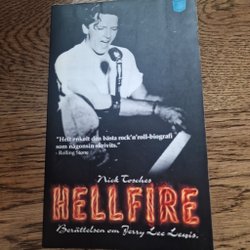 "Helt enkelt den bästa rock'n'roll-biografi
som någonsin skrivits."
- Rolling Stone
Nick Tosches
HELLFIRE
Berättelsen om Jerry Lee Lewis.